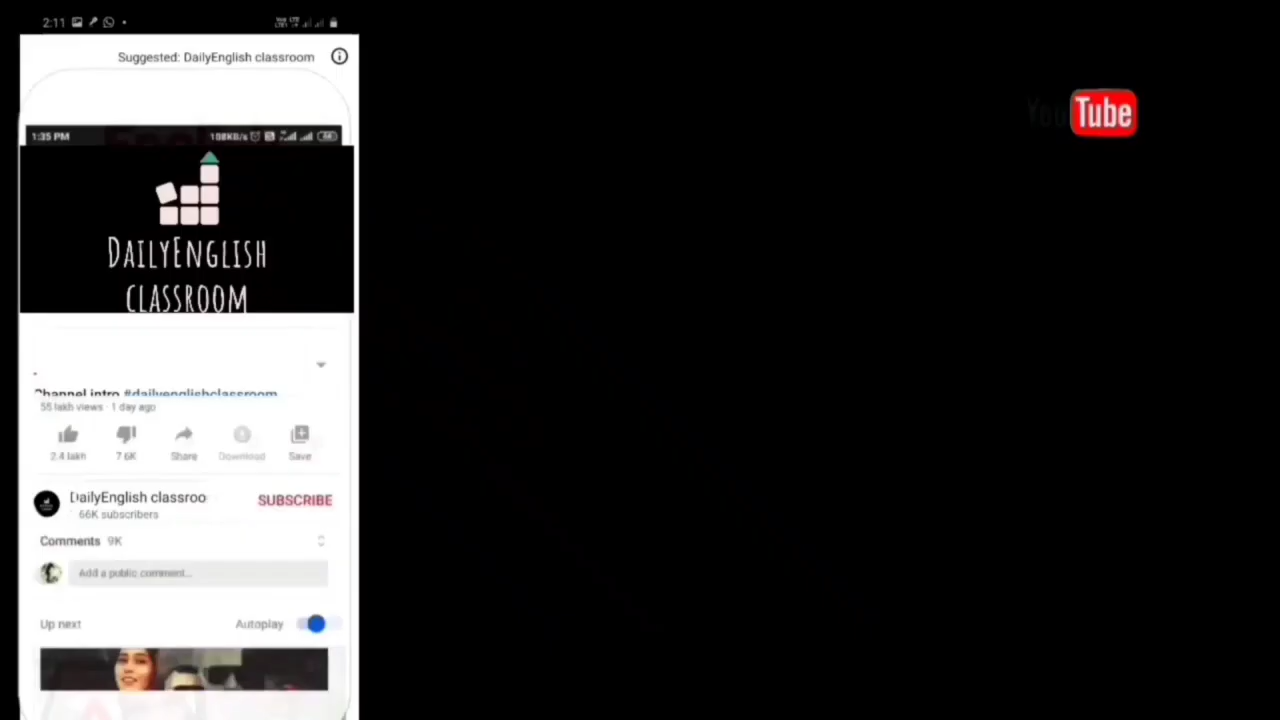 2:11
Suggested: DailyEnglish classroom
YouTube
1:35 PM 108KB/s
DAILYENGLISH
CLASSROOM
Channel intro #dailyenglishclassroom
55 lakh views · 1 day ago
2.4 lakh 7.6K Share Download Save
DailyEnglish classroo SUBSCRIBE
66K subscribers
Comments 9K
Add a public comment...
Up next Autoplay